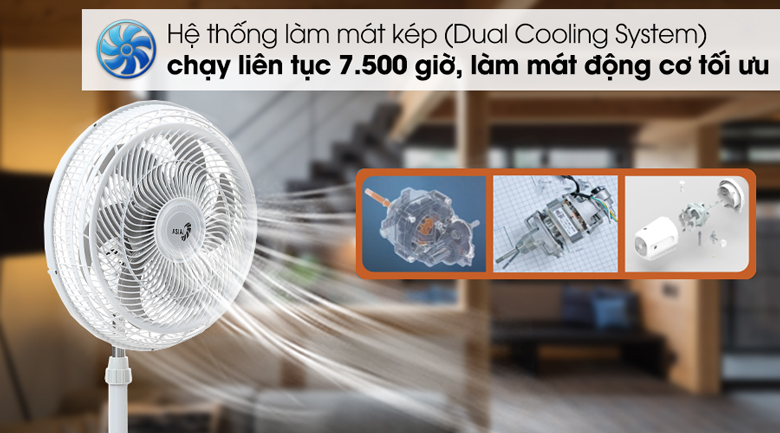 Hệ thống làm mát kép (Dual Cooling System)
chạy liên tục 7.500 giờ, làm mát động cơ tối ưu
ASIA